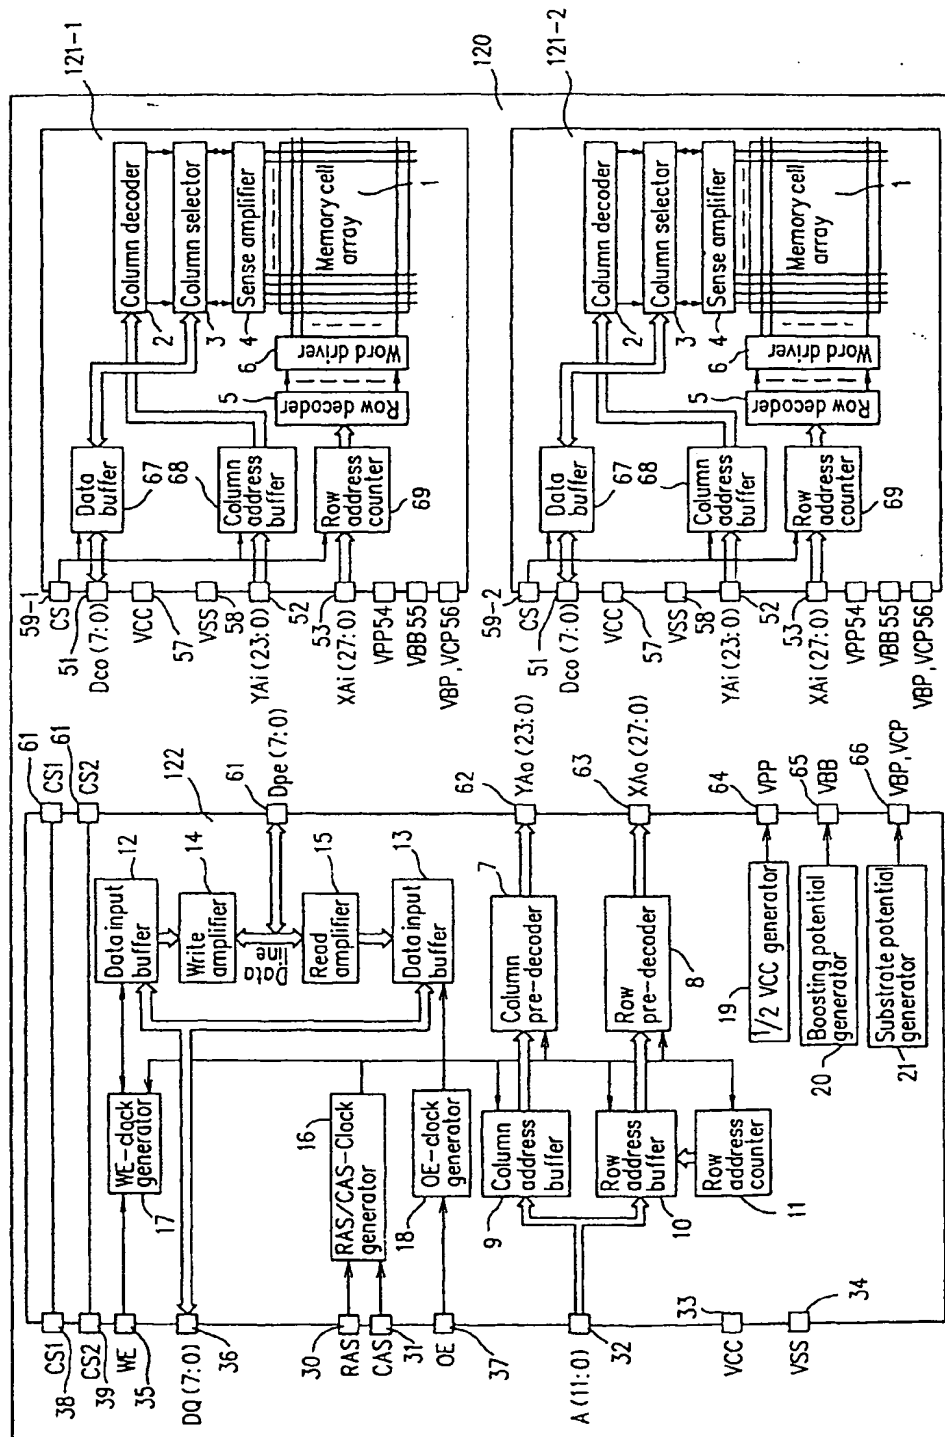 CS1
38
CS2
39
WE
35
DQ (7:0)
36
RAS
30
CAS
31
OE
37
A (11:0)
32
VCC
33
VSS
34
WE-clock
generator
17
16
RAS/CAS-Clock
generator
OE-clock
generator
18
Column
address
buffer
9
Row
address
buffer
10
Row
address
counter
11
Data input
buffer
12
Write
amplifier
14
Data
line
Read
amplifier
15
Data input
buffer
13
Column
pre-decoder
7
Row
pre-decoder
8
1/2 VCC generator
19
Boosting potential
generator
20
Substrate potential
generator
21
122
61
CS1
61
CS2
61
Dpe (7:0)
62
YAo (23:0)
63
XAo (27:0)
64
VPP
65
VBB
66
VBP, VCP
120
121-1
59-1
CS
51
Dco (7:0)
VCC
57
VSS
58
YAi (23:0)
52
53
XAi (27:0)
VPP54
VBB55
VBP, VCP56
Data
buffer
67
68
Column
address
buffer
Row
address
counter
69
Column decoder
2
Column selector
3
Sense amplifier
4
5
Row decoder
6
Word driver
Memory cell
array
1
121-2
59-2
CS
51
Dco (7:0)
VCC
57
VSS
58
YAi (23:0)
52
53
XAi (27:0)
VPP54
VBB55
VBP, VCP56
Data
buffer
67
68
Column
address
buffer
Row
address
counter
69
Column decoder
2
Column selector
3
Sense amplifier
4
5
Row decoder
6
Word driver
Memory cell
array
1